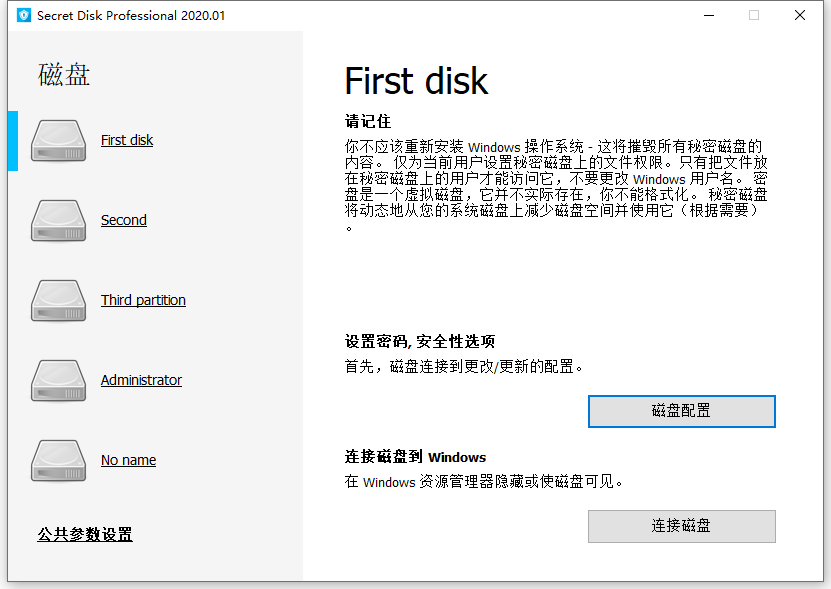 Secret Disk Professional 2020.01
磁盘
First disk
Second
Third partition
Administrator
No name
公共参数设置
First disk
请记住
你不应该重新安装 Windows 操作系统 - 这将摧毁所有秘密磁盘的
内容。 仅为当前用户设置秘密磁盘上的文件权限。只有把文件放
在秘密磁盘上的用户才能访问它，不要更改 Windows 用户名。 密
盘是一个虚拟磁盘，它并不实际存在，你不能格式化。 秘密磁盘
将动态地从您的系统磁盘上减少磁盘空间并使用它（根据需要）
。
设置密码, 安全性选项
首先，磁盘连接到更改/更新的配置。
磁盘配置
连接磁盘到 Windows
在 Windows 资源管理器隐藏或使磁盘可见。
连接磁盘